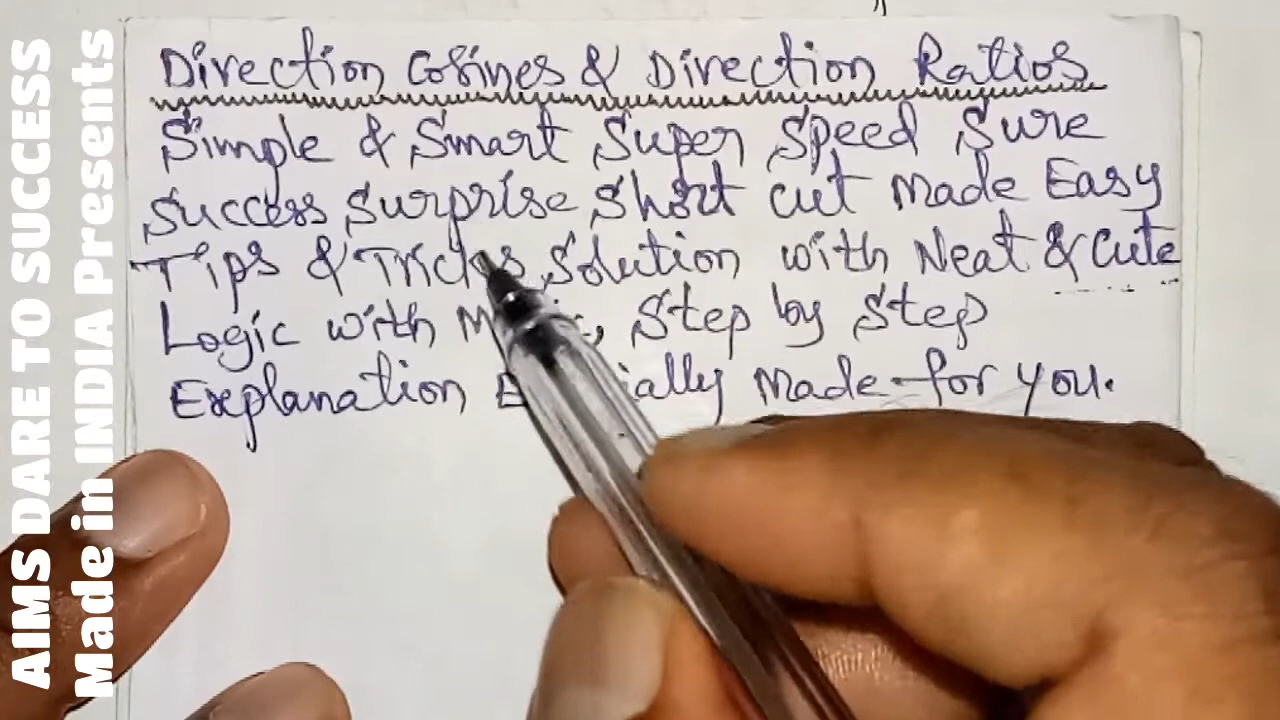 AIMS DARE TO SUCCESS
Made in INDIA Presents
Direction Cosines & Direction Ratios
Simple & Smart Super Speed Sure
Success Surprise Short cut Made Easy
Tips & Tricks Solution with Neat & Cute
Logic with Step by Step
Explanation Made for you.